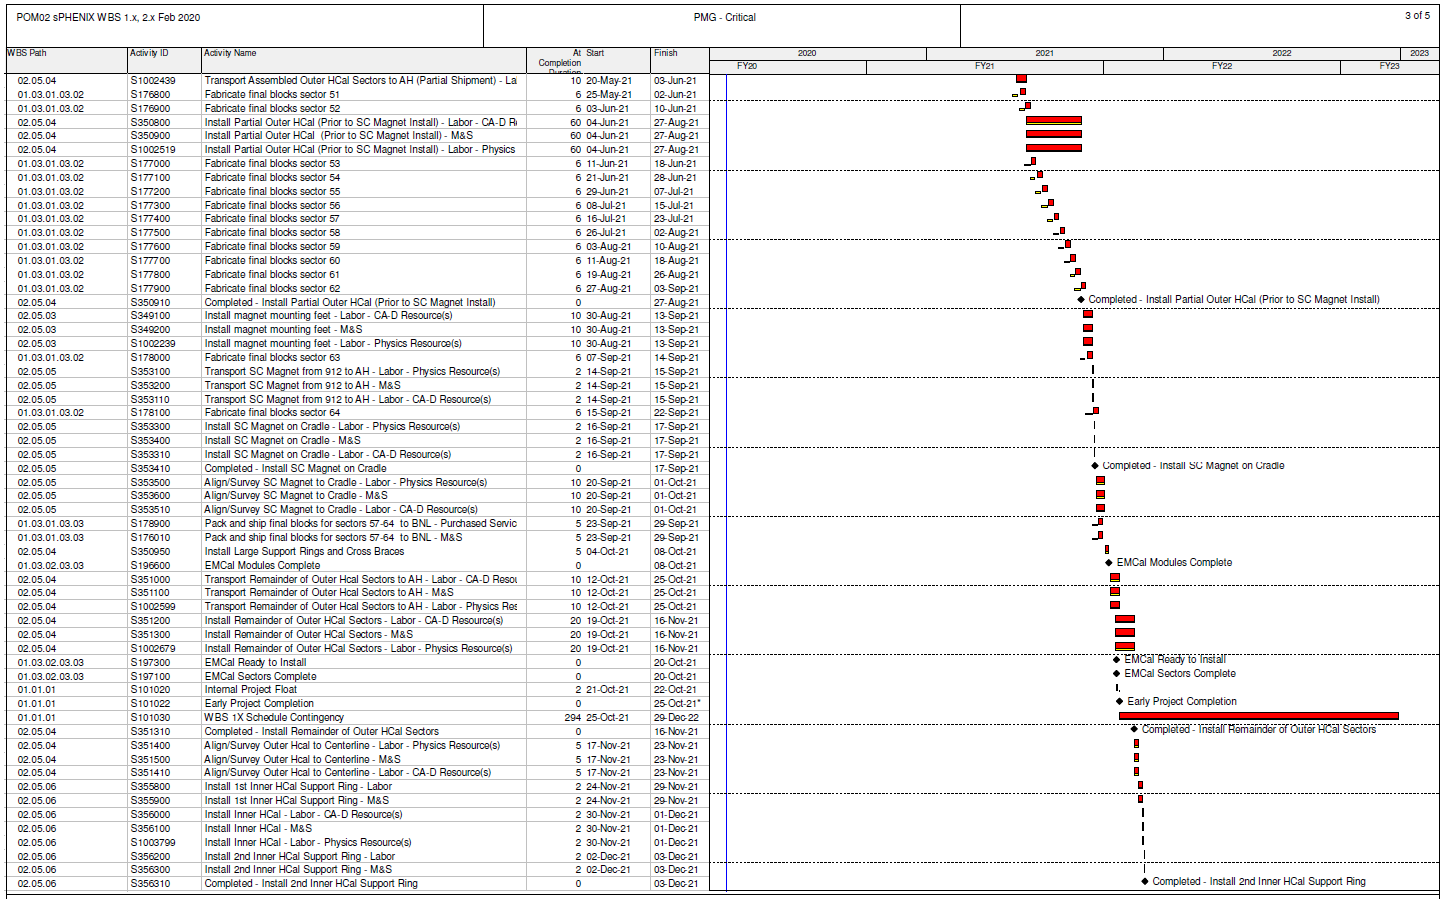 POM02 sPHENIX WBS 1.x, 2.x Feb 2020 PMG - Critical 3 of 5
WBS Path Activity ID Activity Name At Completion Duration Start Finish 2020 2021 2022 2023
FY20 FY21 FY22 FY23
02.05.04 S1002439 Transport Assembled Outer HCal Sectors to AH (Partial Shipment) - La 10 20-May-21 03-Jun-21
01.03.01.03.02 S176800 Fabricate final blocks sector 51 6 25-May-21 02-Jun-21
01.03.01.03.02 S176900 Fabricate final blocks sector 52 6 03-Jun-21 10-Jun-21
02.05.04 S350800 Install Partial Outer HCal (Prior to SC Magnet Install) - Labor - CA-D R 60 04-Jun-21 27-Aug-21
02.05.04 S350900 Install Partial Outer HCal (Prior to SC Magnet Install) - M&S 60 04-Jun-21 27-Aug-21
02.05.04 S1002519 Install Partial Outer HCal (Prior to SC Magnet Install) - Labor - Physics 60 04-Jun-21 27-Aug-21
01.03.01.03.02 S177000 Fabricate final blocks sector 53 6 11-Jun-21 18-Jun-21
01.03.01.03.02 S177100 Fabricate final blocks sector 54 6 21-Jun-21 28-Jun-21
01.03.01.03.02 S177200 Fabricate final blocks sector 55 6 29-Jun-21 07-Jul-21
01.03.01.03.02 S177300 Fabricate final blocks sector 56 6 08-Jul-21 15-Jul-21
01.03.01.03.02 S177400 Fabricate final blocks sector 57 6 16-Jul-21 23-Jul-21
01.03.01.03.02 S177500 Fabricate final blocks sector 58 6 26-Jul-21 02-Aug-21
01.03.01.03.02 S177600 Fabricate final blocks sector 59 6 03-Aug-21 10-Aug-21
01.03.01.03.02 S177700 Fabricate final blocks sector 60 6 11-Aug-21 18-Aug-21
01.03.01.03.02 S177800 Fabricate final blocks sector 61 6 19-Aug-21 26-Aug-21
01.03.01.03.02 S177900 Fabricate final blocks sector 62 6 27-Aug-21 03-Sep-21
02.05.04 S350910 Completed - Install Partial Outer HCal (Prior to SC Magnet Install) 0 27-Aug-21 Completed - Install Partial Outer HCal (Prior to SC Magnet Install)
02.05.03 S349100 Install magnet mounting feet - Labor - CA-D Resource(s) 10 30-Aug-21 13-Sep-21
02.05.03 S349200 Install magnet mounting feet - M&S 10 30-Aug-21 13-Sep-21
02.05.03 S1002239 Install magnet mounting feet - Labor - Physics Resource(s) 10 30-Aug-21 13-Sep-21
01.03.01.03.02 S178000 Fabricate final blocks sector 63 6 07-Sep-21 14-Sep-21
02.05.05 S353100 Transport SC Magnet from 912 to AH - Labor - Physics Resource(s) 2 14-Sep-21 15-Sep-21
02.05.05 S353200 Transport SC Magnet from 912 to AH - M&S 2 14-Sep-21 15-Sep-21
02.05.05 S353110 Transport SC Magnet from 912 to AH - Labor - CA-D Resource(s) 2 14-Sep-21 15-Sep-21
01.03.01.03.02 S178100 Fabricate final blocks sector 64 6 15-Sep-21 22-Sep-21
02.05.05 S353300 Install SC Magnet on Cradle - Labor - Physics Resource(s) 2 16-Sep-21 17-Sep-21
02.05.05 S353400 Install SC Magnet on Cradle - M&S 2 16-Sep-21 17-Sep-21
02.05.05 S353310 Install SC Magnet on Cradle - Labor - CA-D Resource(s) 2 16-Sep-21 17-Sep-21
02.05.05 S353410 Completed - Install SC Magnet on Cradle 0 17-Sep-21 Completed - Install SC Magnet on Cradle
02.05.05 S353500 Align/Survey SC Magnet to Cradle - Labor - Physics Resource(s) 10 20-Sep-21 01-Oct-21
02.05.05 S353600 Align/Survey SC Magnet to Cradle - M&S 10 20-Sep-21 01-Oct-21
02.05.05 S353510 Align/Survey SC Magnet to Cradle - Labor - CA-D Resource(s) 10 20-Sep-21 01-Oct-21
01.03.01.03.03 S178900 Pack and ship final blocks for sectors 57-64 to BNL - Purchased Servic 5 23-Sep-21 29-Sep-21
01.03.01.03.03 S176010 Pack and ship final blocks for sectors 57-64 to BNL - M&S 5 23-Sep-21 29-Sep-21
02.05.04 S350950 Install Large Support Rings and Cross Braces 5 04-Oct-21 08-Oct-21
01.03.02.03.03 S196600 EMCal Modules Complete 0 08-Oct-21 EMCal Modules Complete
02.05.04 S351000 Transport Remainder of Outer Hcal Sectors to AH - Labor - CA-D Resou 10 12-Oct-21 25-Oct-21
02.05.04 S351100 Transport Remainder of Outer Hcal Sectors to AH - M&S 10 12-Oct-21 25-Oct-21
02.05.04 S1002599 Transport Remainder of Outer Hcal Sectors to AH - Labor - Physics Res 10 12-Oct-21 25-Oct-21
02.05.04 S351200 Install Remainder of Outer HCal Sectors - Labor - CA-D Resource(s) 20 19-Oct-21 16-Nov-21
02.05.04 S351300 Install Remainder of Outer HCal Sectors - M&S 20 19-Oct-21 16-Nov-21
02.05.04 S1002679 Install Remainder of Outer HCal Sectors - Labor - Physics Resource(s) 20 19-Oct-21 16-Nov-21
01.03.02.03.03 S197300 EMCal Ready to Install 0 20-Oct-21 EMCal Ready to Install
01.03.02.03.03 S197100 EMCal Sectors Complete 0 20-Oct-21 EMCal Sectors Complete
01.01.01 S101020 Internal Project Float 2 21-Oct-21 22-Oct-21
01.01.01 S101022 Early Project Completion 0 25-Oct-21* Early Project Completion
01.01.01 S101030 WBS 1X Schedule Contingency 294 25-Oct-21 29-Dec-22
02.05.04 S351310 Completed - Install Remainder of Outer HCal Sectors 0 16-Nov-21 Completed - Install Remainder of Outer HCal Sectors
02.05.04 S351400 Align/Survey Outer Hcal to Centerline - Labor - Physics Resource(s) 5 17-Nov-21 23-Nov-21
02.05.04 S351500 Align/Survey Outer Hcal to Centerline - M&S 5 17-Nov-21 23-Nov-21
02.05.04 S351410 Align/Survey Outer Hcal to Centerline - Labor - CA-D Resource(s) 5 17-Nov-21 23-Nov-21
02.05.06 S355800 Install 1st Inner HCal Support Ring - Labor 2 24-Nov-21 29-Nov-21
02.05.06 S355900 Install 1st Inner HCal Support Ring - M&S 2 24-Nov-21 29-Nov-21
02.05.06 S356000 Install Inner HCal - Labor - CA-D Resource(s) 2 30-Nov-21 01-Dec-21
02.05.06 S356100 Install Inner HCal - M&S 2 30-Nov-21 01-Dec-21
02.05.06 S1003799 Install Inner HCal - Labor - Physics Resource(s) 2 30-Nov-21 01-Dec-21
02.05.06 S356200 Install 2nd Inner HCal Support Ring - Labor 2 02-Dec-21 03-Dec-21
02.05.06 S356300 Install 2nd Inner HCal Support Ring - M&S 2 02-Dec-21 03-Dec-21
02.05.06 S356310 Completed - Install 2nd Inner HCal Support Ring 0 03-Dec-21 Completed - Install 2nd Inner HCal Support Ring